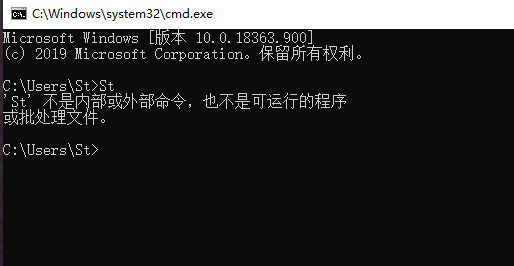 C:\Windows\system32\cmd.exe
Microsoft Windows [版本 10.0.18363.900]
(c) 2019 Microsoft Corporation。保留所有权利。
C:\Users\St>St
'St' 不是内部或外部命令，也不是可运行的程序
或批处理文件。
C:\Users\St>